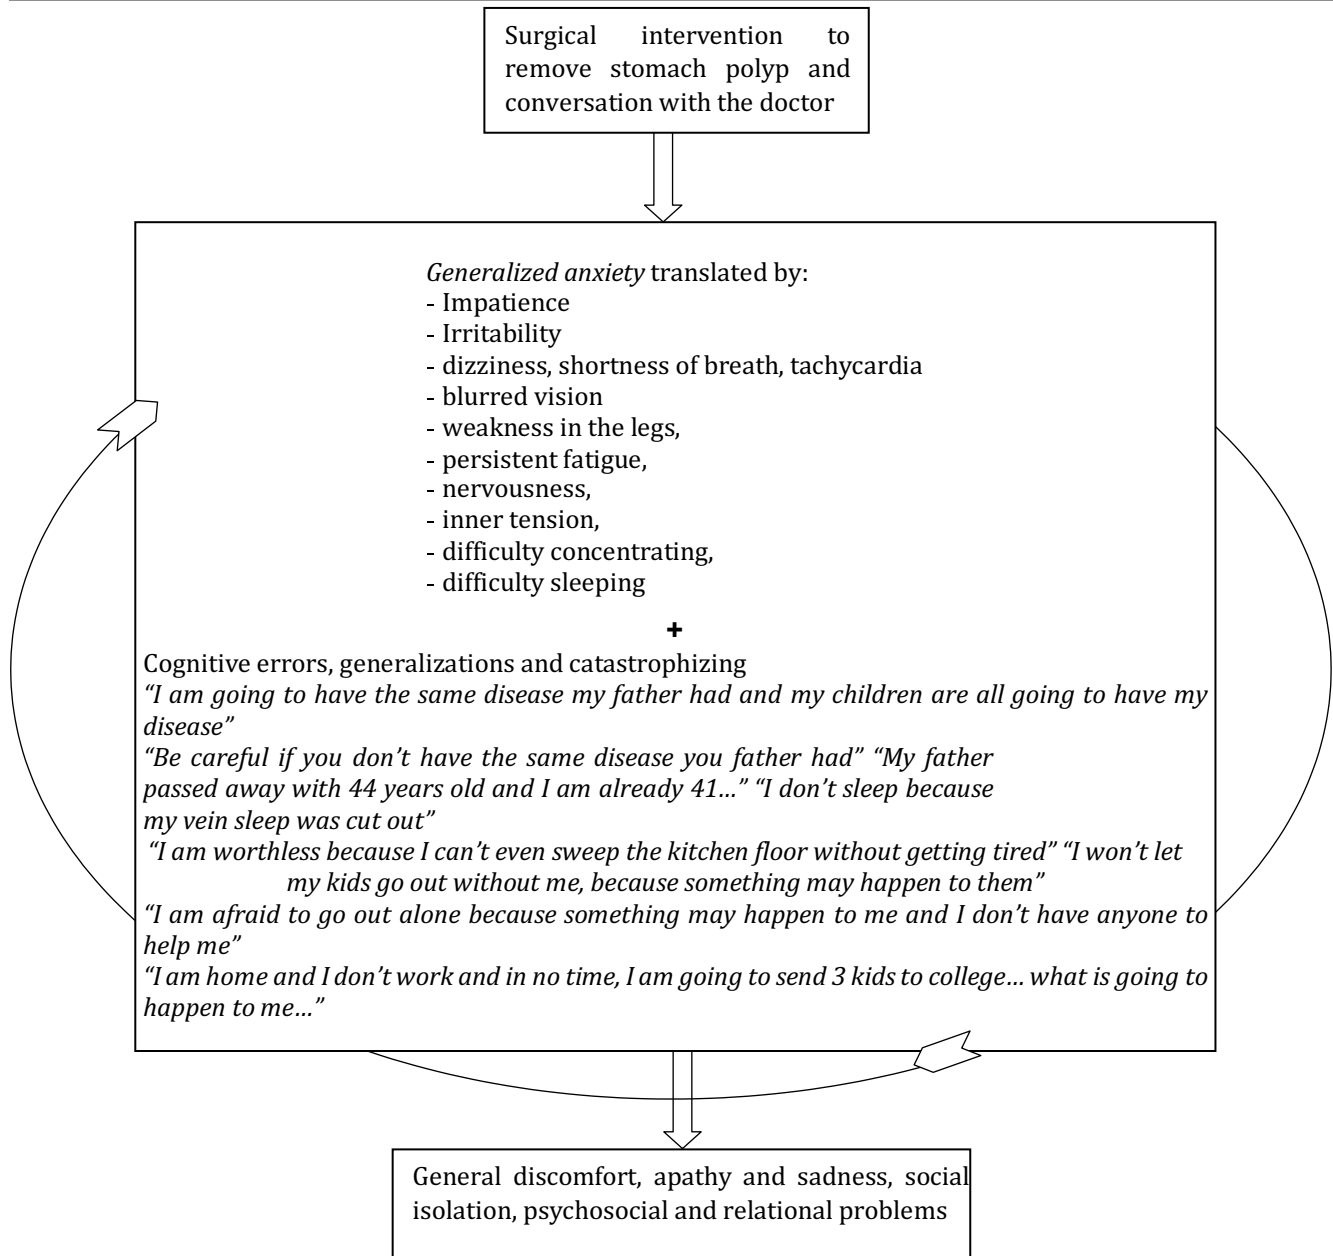 Surgical intervention to
remove stomach polyp and
conversation with the doctor
Generalized anxiety translated by:
- Impatience
- Irritability
- dizziness, shortness of breath, tachycardia
- blurred vision
- weakness in the legs,
- persistent fatigue,
- nervousness,
- inner tension,
- difficulty concentrating,
- difficulty sleeping
+
Cognitive errors, generalizations and catastrophizing
“I am going to have the same disease my father had and my children are all going to have my
disease”
“Be careful if you don’t have the same disease you father had” “My father
passed away with 44 years old and I am already 41…” “I don’t sleep because
my vein sleep was cut out”
“I am worthless because I can’t even sweep the kitchen floor without getting tired” “I won’t let
my kids go out without me, because something may happen to them”
“I am afraid to go out alone because something may happen to me and I don’t have anyone to
help me”
“I am home and I don’t work and in no time, I am going to send 3 kids to college… what is going to
happen to me…”
General discomfort, apathy and sadness, social
isolation, psychosocial and relational problems